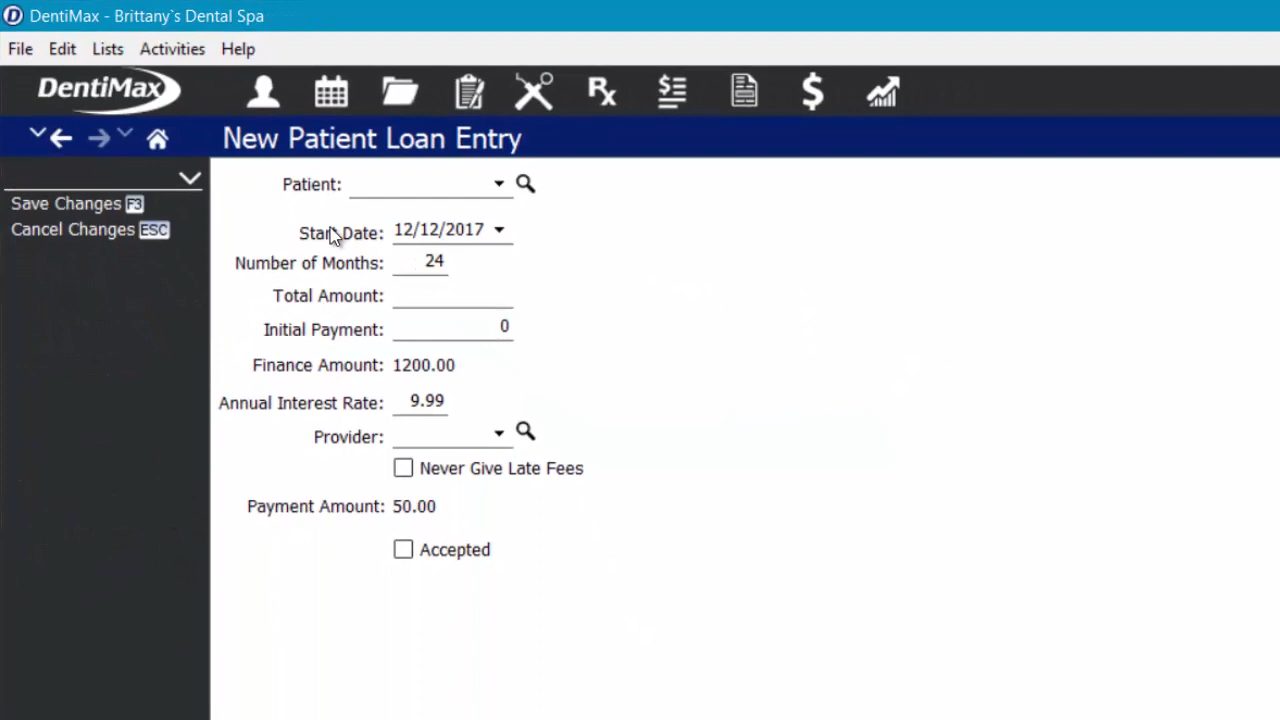 DentiMax - Brittany`s Dental Spa
File Edit Lists Activities Help
DentiMax Rx $ $
New Patient Loan Entry
Save Changes F3
Cancel Changes ESC
Patient:
Start Date: 12/12/2017
Number of Months: 24
Total Amount:
Initial Payment: 0
Finance Amount: 1200.00
Annual Interest Rate: 9.99
Provider:
Never Give Late Fees
Payment Amount: 50.00
Accepted